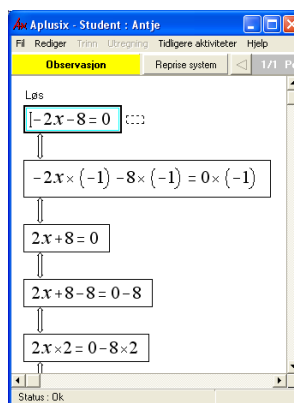 Aplusix - Student : Antje
Fil Rediger Trinn Utregning Tidligere aktiviteter Hjelp
Observasjon Reprise system 1/1
Løs
-2x-8=0
-2x×(-1)-8×(-1)=0×(-1)
2x+8=0
2x+8-8=0-8
2x×2=0-8×2
Status : Ok